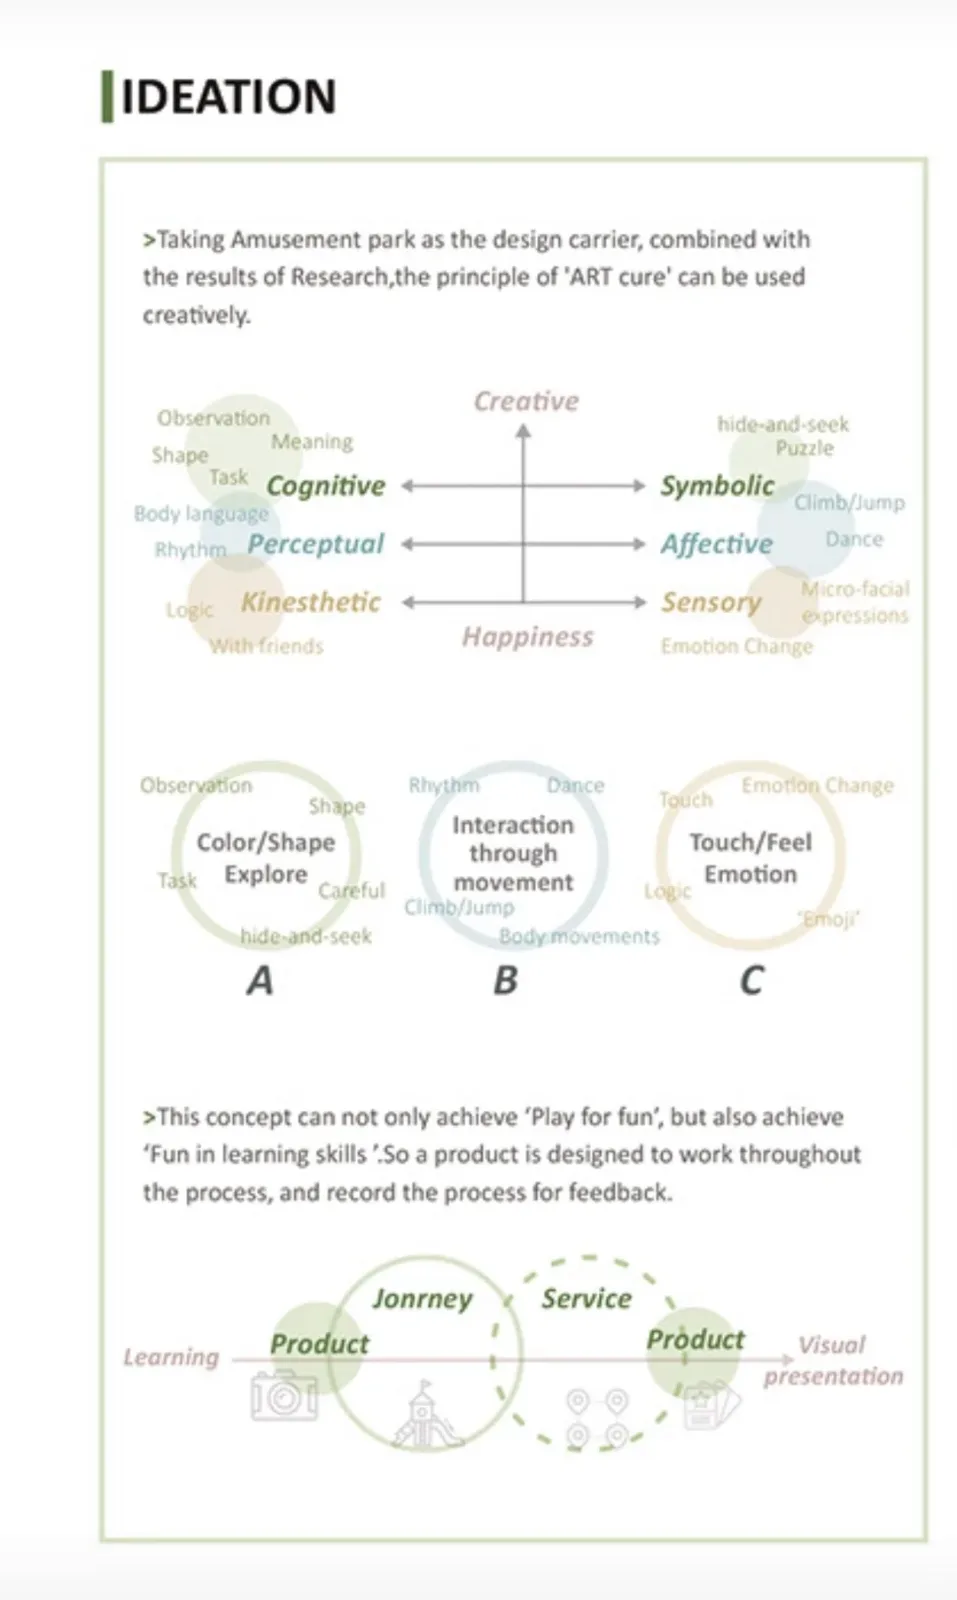 IDEATION
>Taking Amusement park as the design carrier, combined with
the results of Research,the principle of 'ART cure' can be used
creatively.
Creative
Observation
Meaning
Shape
Task
Cognitive
Body language
Rhythm
Perceptual
Logic
Kinesthetic
With friends
Happiness
hide-and-seek
Puzzle
Symbolic
Climb/Jump
Affective
Dance
Micro-facial
expressions
Sensory
Emotion Change
Observation
Shape
Color/Shape
Explore
Task
Careful
hide-and-seek
A
Rhythm
Dance
Interaction
through
movement
Climb/Jump
Body movements
B
Emotion Change
Touch
Touch/Feel
Emotion
Logic
‘Emoji’
C
>This concept can not only achieve ‘Play for fun’, but also achieve
‘Fun in learning skills ’.So a product is designed to work throughout
the process, and record the process for feedback.
Learning
Product
Jonrney
Service
Product
Visual
presentation